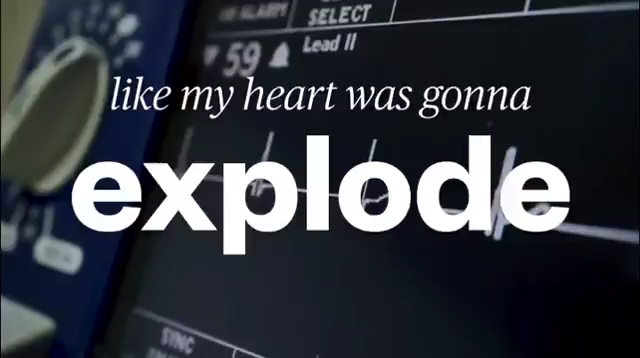 SELECT
59 Lead II
like my heart was gonna
explode
SYNC